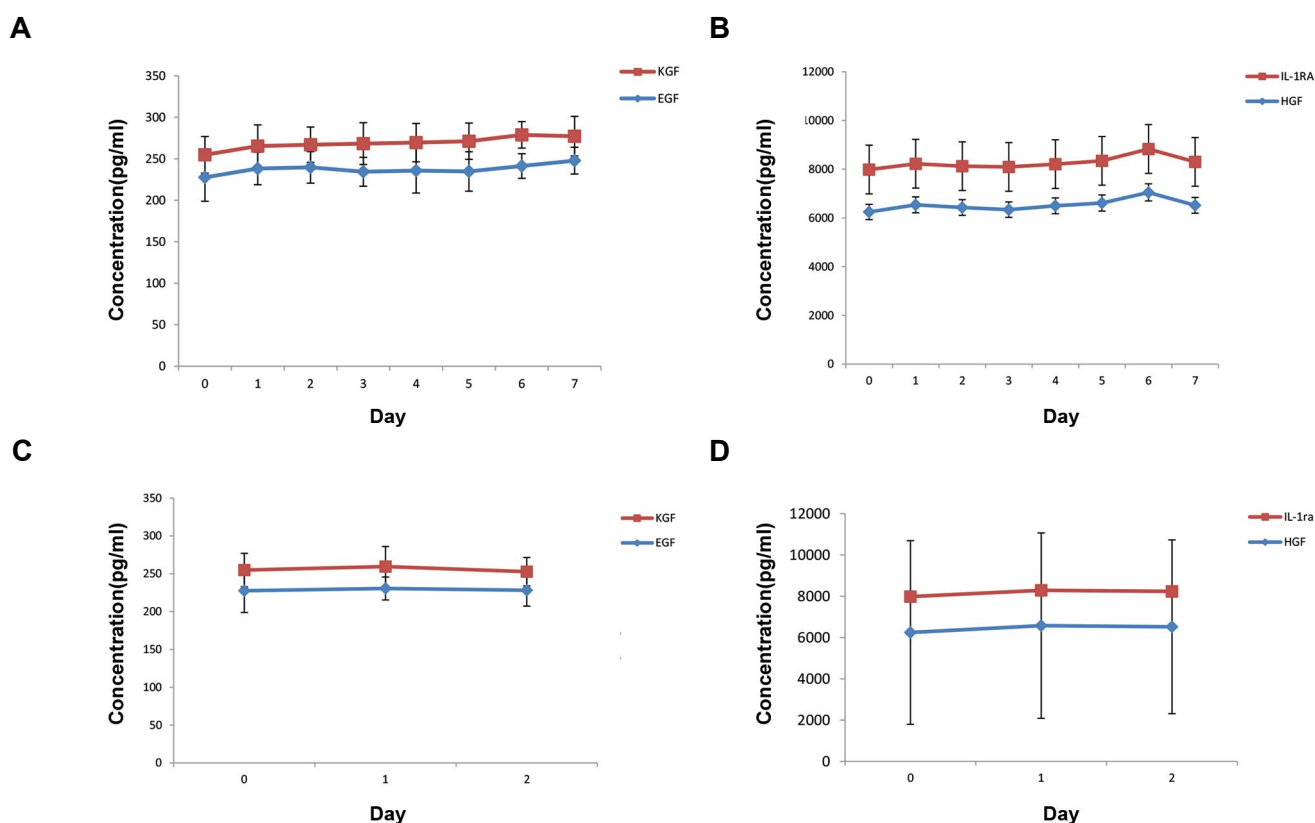 A
KGF
EGF
Concentration(pg/ml)
350
300
250
200
150
100
50
0
0 1 2 3 4 5 6 7
Day
B
IL-1RA
HGF
Concentration(pg/ml)
12000
10000
8000
6000
4000
2000
0
0 1 2 3 4 5 6 7
Day
C
KGF
EGF
Concentration(pg/ml)
350
300
250
200
150
100
50
0
0 1 2
Day
D
IL-1ra
HGF
Concentration(pg/ml)
12000
10000
8000
6000
4000
2000
0
0 1 2
Day